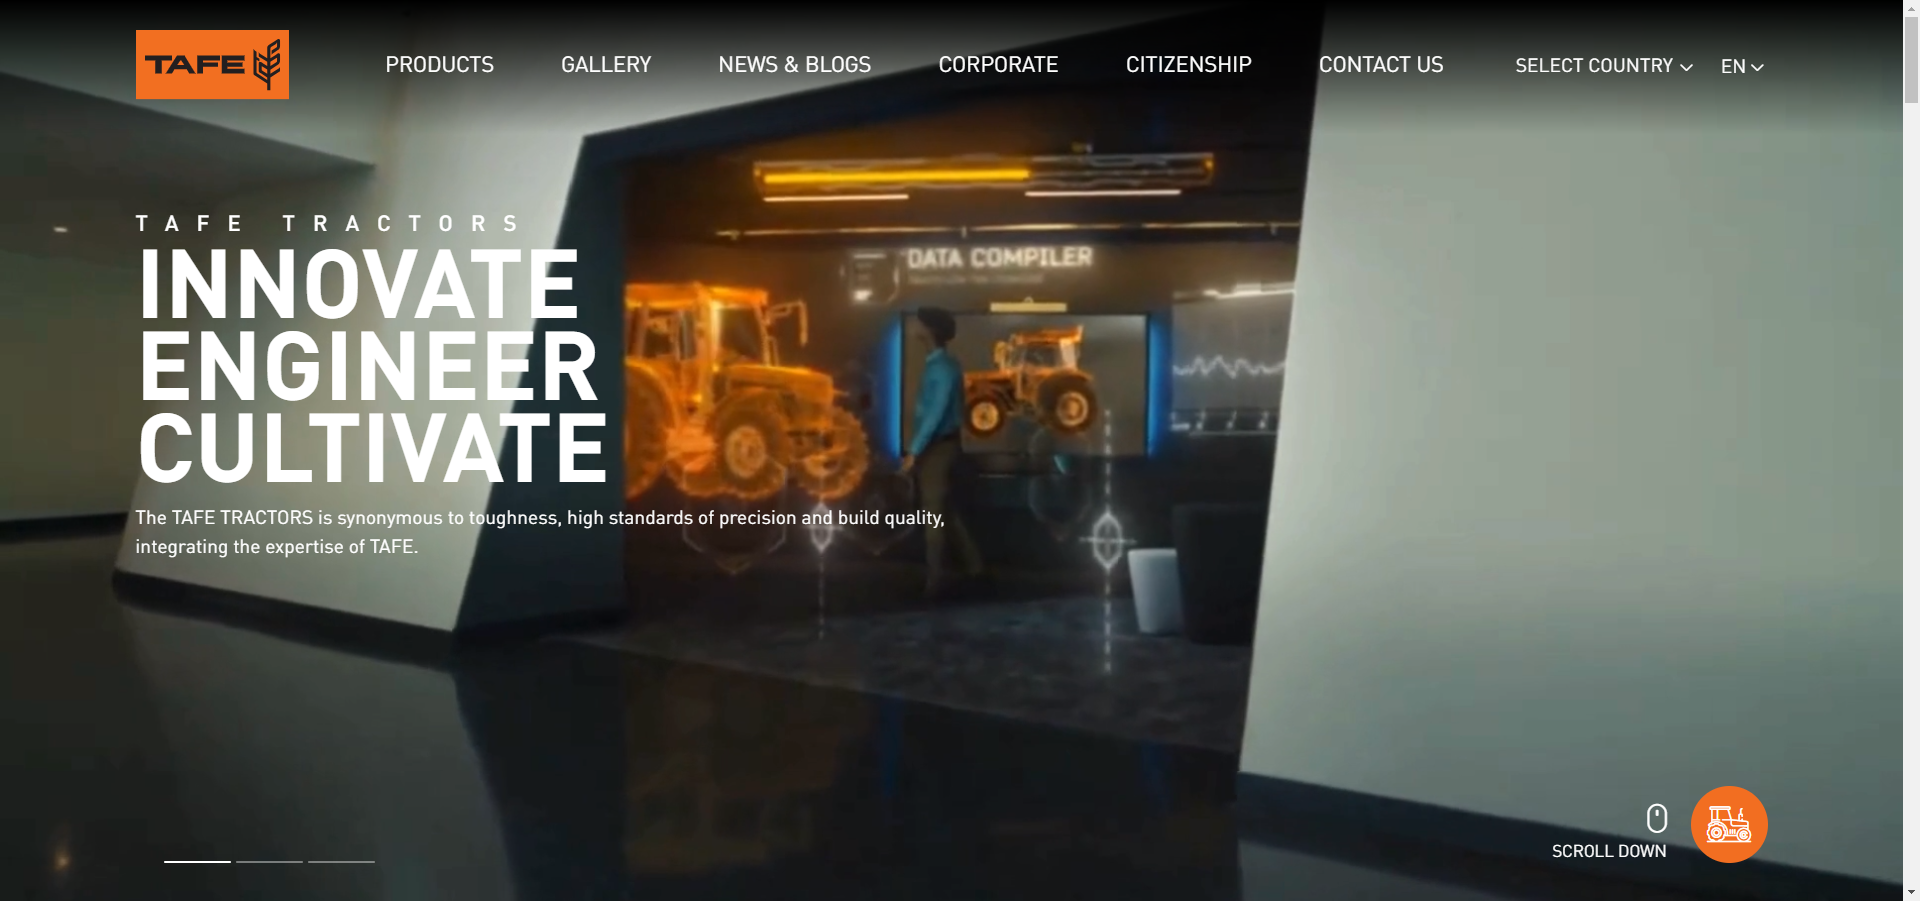 TAFE
PRODUCTS
GALLERY
NEWS & BLOGS
CORPORATE
CITIZENSHIP
CONTACT US
SELECT COUNTRY
EN
TAFE TRACTORS
INNOVATE
ENGINEER
CULTIVATE
The TAFE TRACTORS is synonymous to toughness, high standards of precision and build quality,
integrating the expertise of TAFE.
DATA COMPILER
SCROLL DOWN